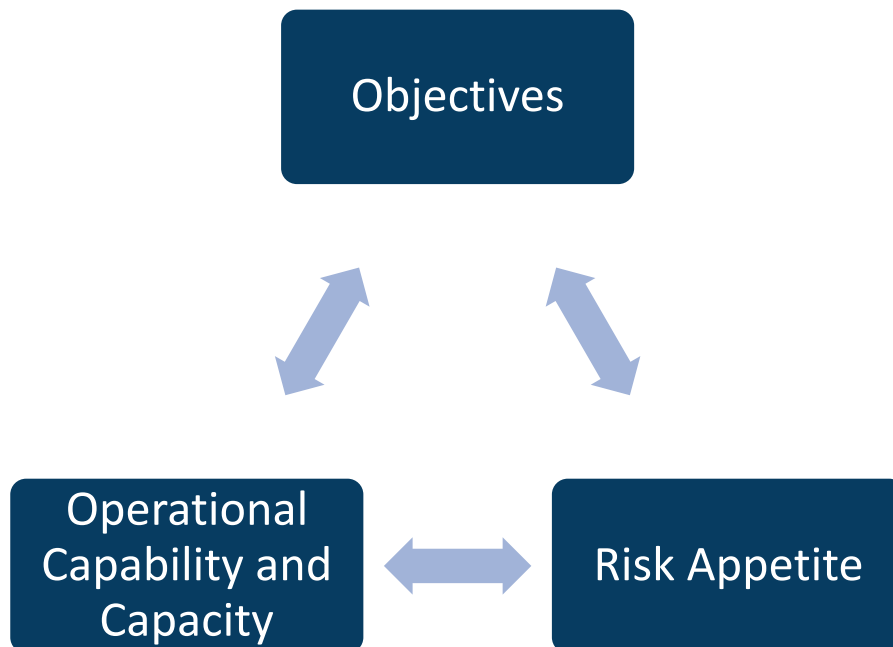 Objectives
Operational
Capability and
Capacity
Risk Appetite